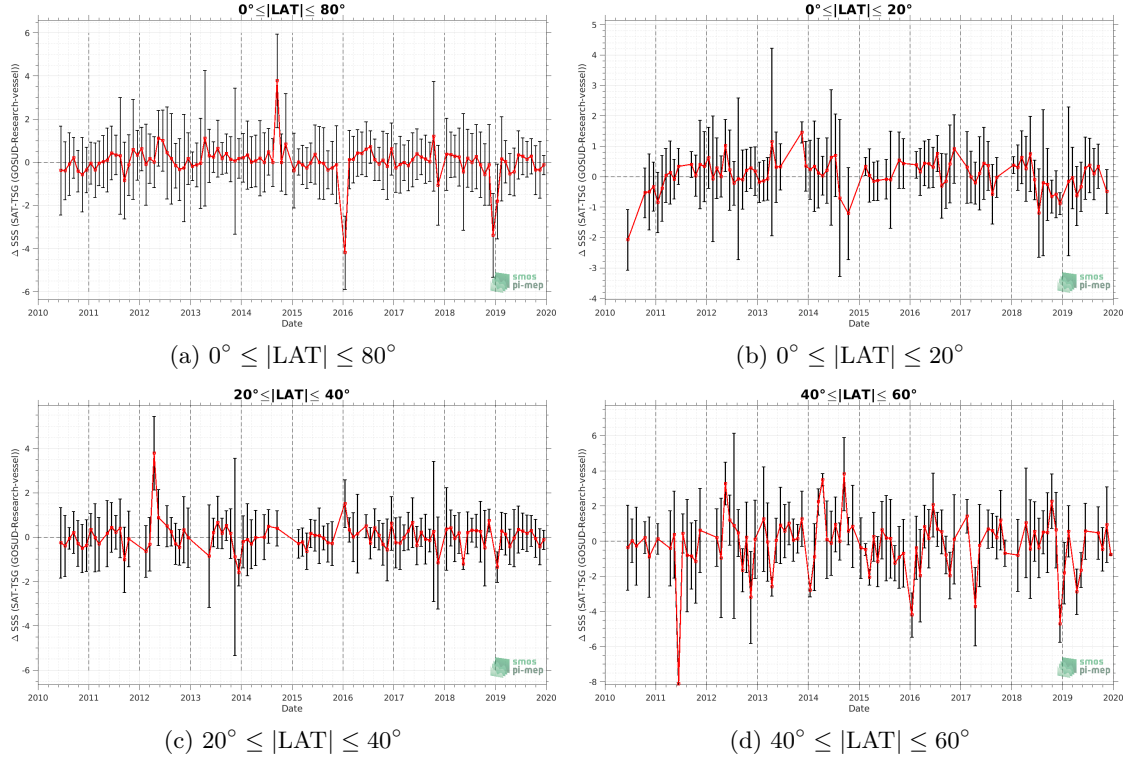 0°≤|LAT|≤ 80°
Δ SSS (SAT-TSG (GOSUD-Research-vessel))
6
4
2
0
-2
-4
-6
2010 2011 2012 2013 2014 2015 2016 2017 2018 2019 2020
Date
smos
pi-mep
(a) 0° ≤ |LAT| ≤ 80°
0°≤|LAT|≤ 20°
Δ SSS (SAT-TSG (GOSUD-Research-vessel))
5
4
3
2
1
0
-1
-2
-3
-4
2010 2011 2012 2013 2014 2015 2016 2017 2018 2019 2020
Date
smos
pi-mep
(b) 0° ≤ |LAT| ≤ 20°
20°≤|LAT|≤ 40°
Δ SSS (SAT-TSG (GOSUD-Research-vessel))
4
2
0
-2
-4
-6
2010 2011 2012 2013 2014 2015 2016 2017 2018 2019 2020
Date
smos
pi-mep
(c) 20° ≤ |LAT| ≤ 40°
40°≤|LAT|≤ 60°
Δ SSS (SAT-TSG (GOSUD-Research-vessel))
6
4
2
0
-2
-4
-6
-8
2010 2011 2012 2013 2014 2015 2016 2017 2018 2019 2020
Date
smos
pi-mep
(d) 40° ≤ |LAT| ≤ 60°